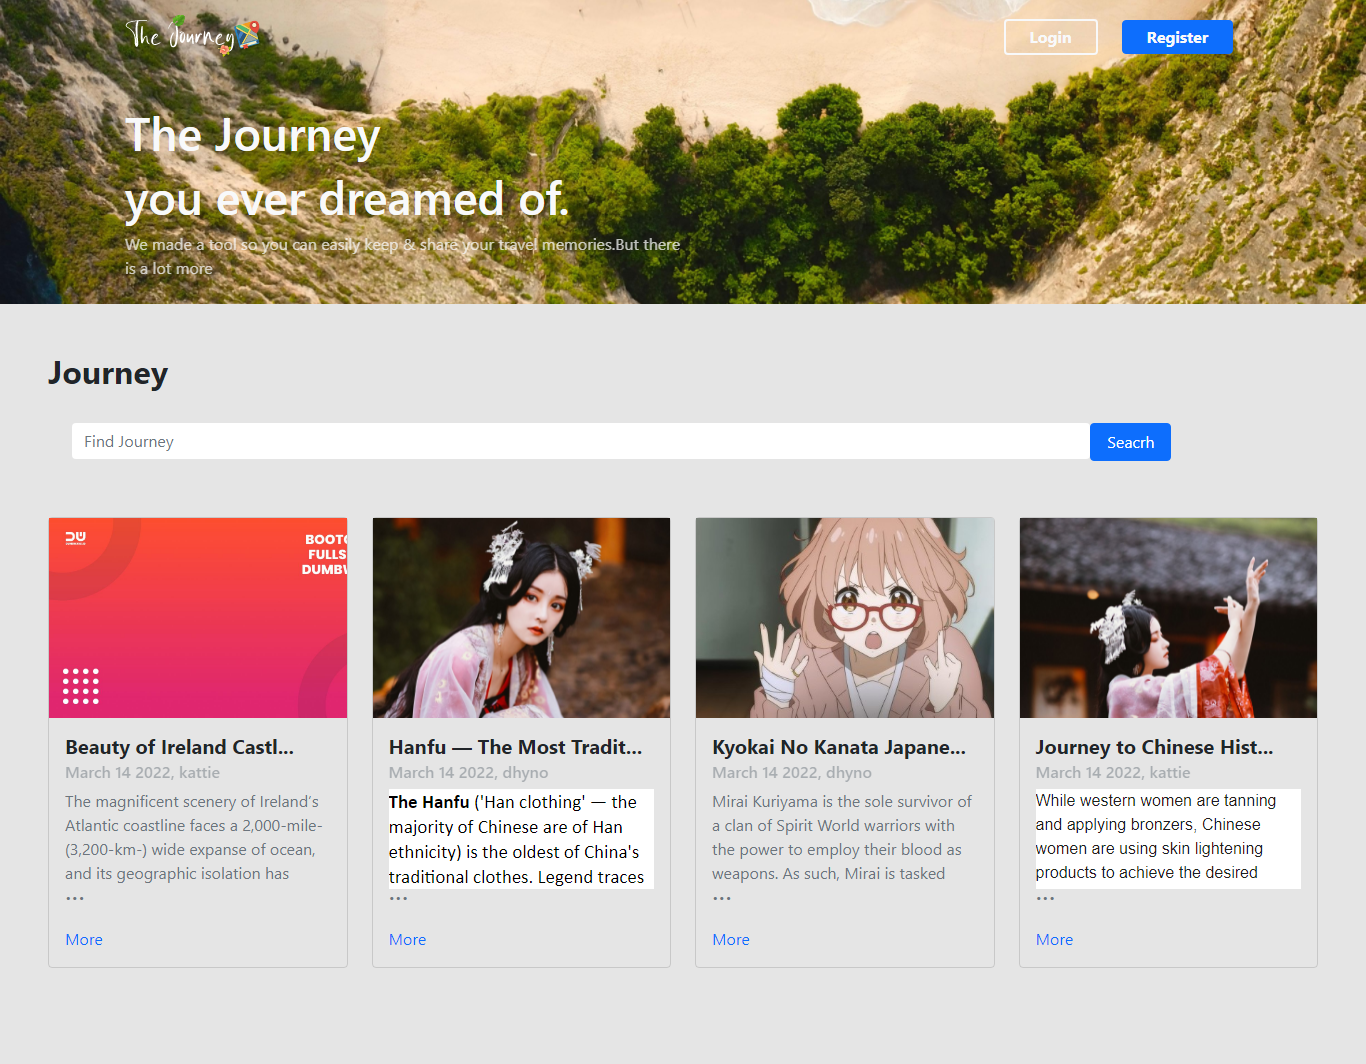 The Journey
Login
Register
The Journey
you ever dreamed of.
We made a tool so you can easily keep & share your travel memories.But there
is a lot more
Journey
Find Journey
Seacrh
DW
BOOTC
FULLS
DUMBW
Beauty of Ireland Castl...
March 14 2022, kattie
The magnificent scenery of Ireland’s
Atlantic coastline faces a 2,000-mile-
(3,200-km-) wide expanse of ocean,
and its geographic isolation has
...
More
Hanfu — The Most Tradit...
March 14 2022, dhyno
The Hanfu ('Han clothing' — the
majority of Chinese are of Han
ethnicity) is the oldest of China's
traditional clothes. Legend traces
...
More
Kyokai No Kanata Japane...
March 14 2022, dhyno
Mirai Kuriyama is the sole survivor of
a clan of Spirit World warriors with
the power to employ their blood as
weapons. As such, Mirai is tasked
...
More
Journey to Chinese Hist...
March 14 2022, kattie
While western women are tanning
and applying bronzers, Chinese
women are using skin lightening
products to achieve the desired
...
More